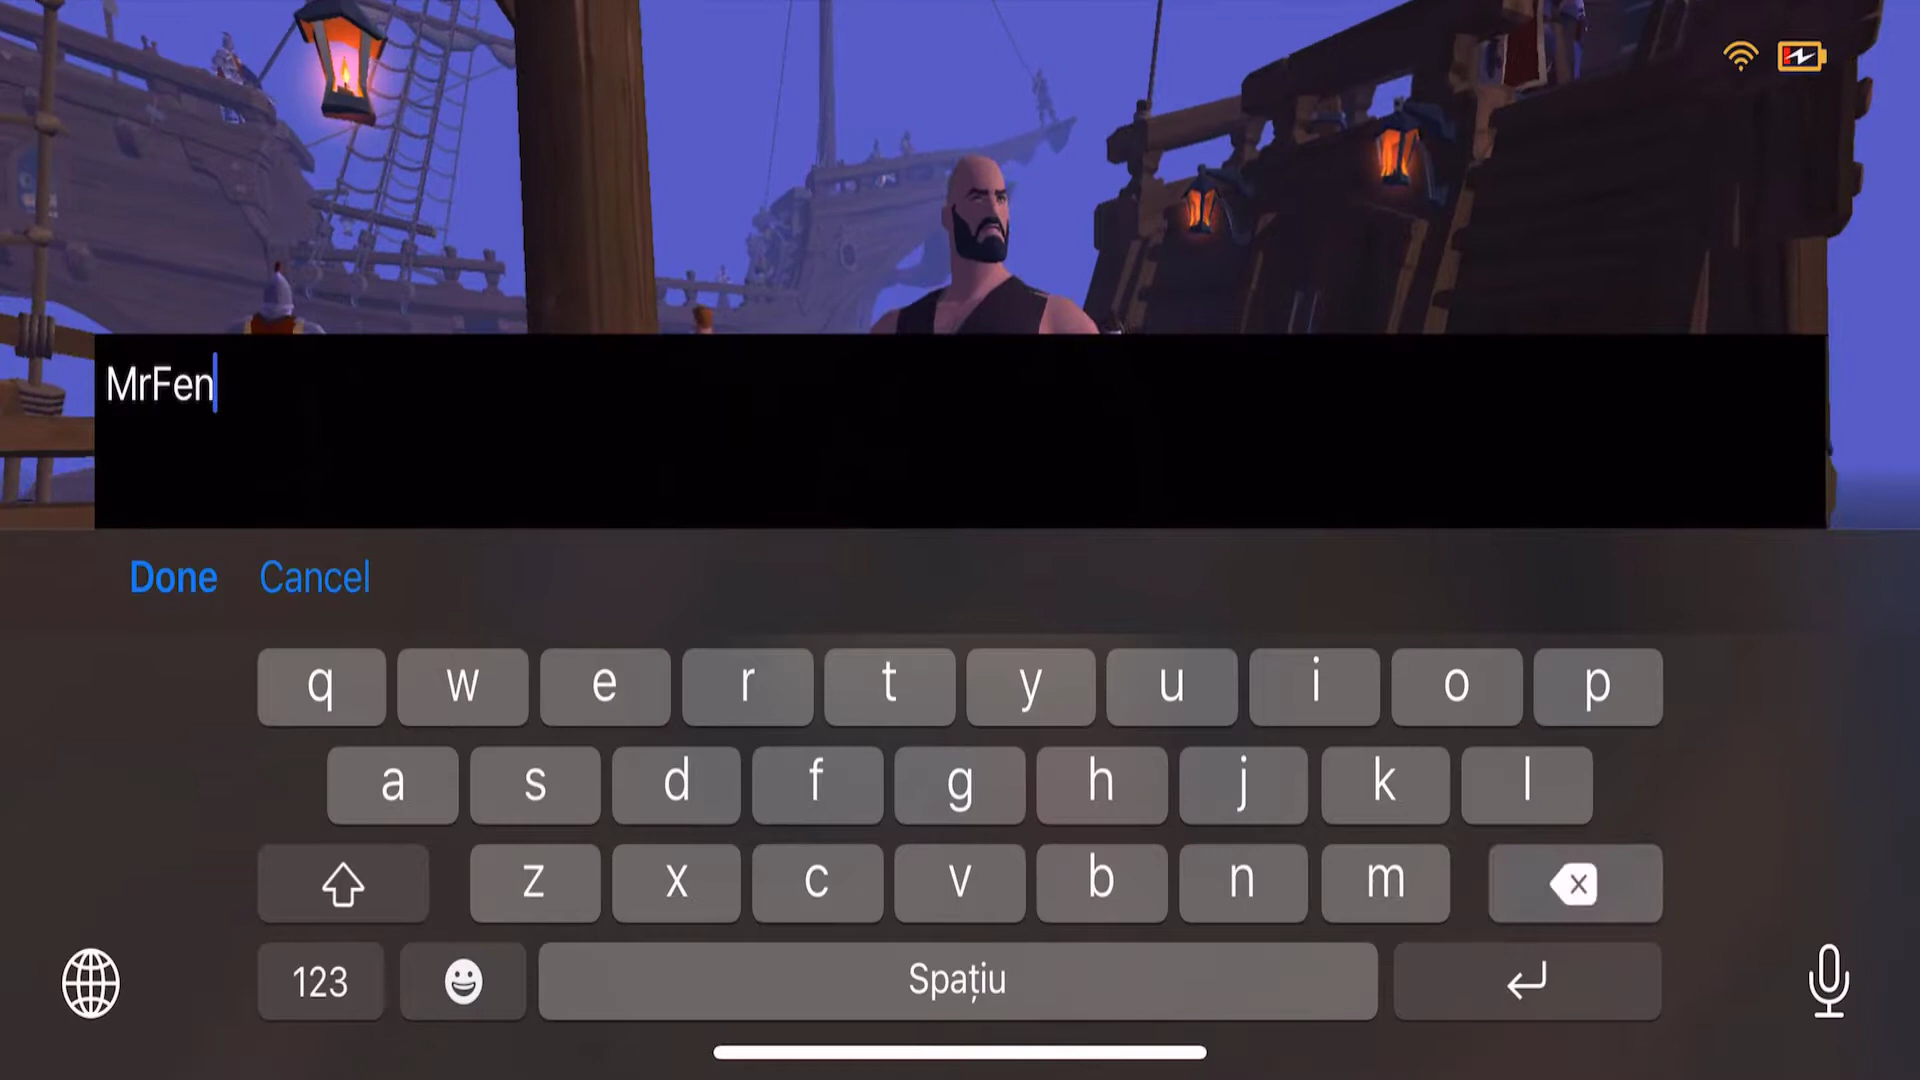 MrFen
Done Cancel
q w e r t y u i o p
a s d f g h j k l
z x c v b n m
123 Spațiu